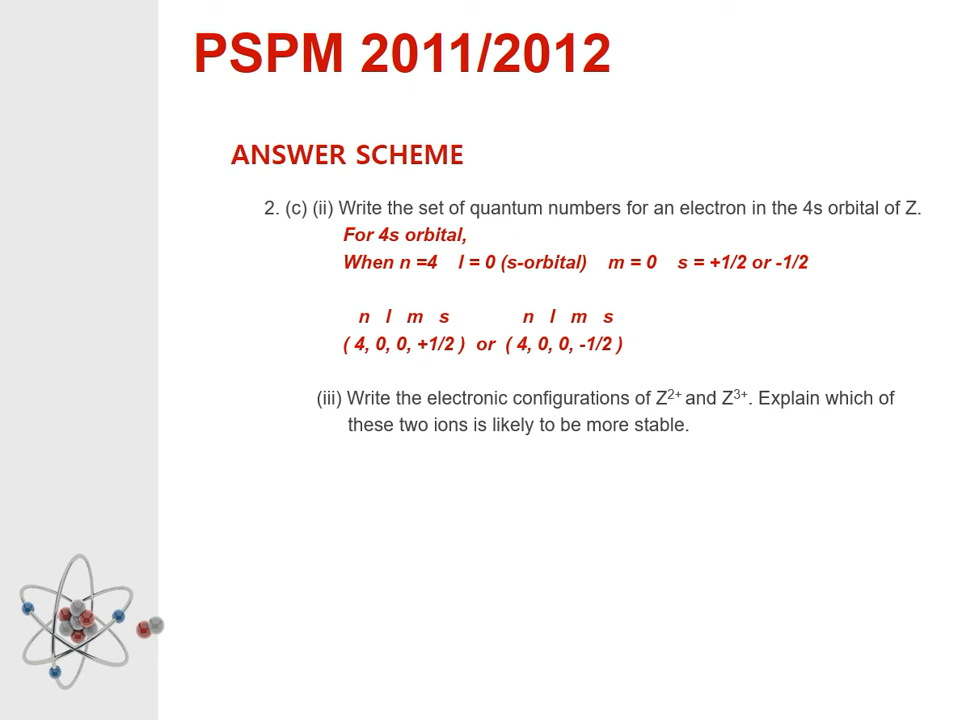 PSPM 2011/2012
ANSWER SCHEME
2. (c) (ii) Write the set of quantum numbers for an electron in the 4s orbital of Z.
For 4s orbital,
When n =4 l = 0 (s-orbital) m = 0 s = +1/2 or -1/2
n l m s n l m s
( 4, 0, 0, +1/2 ) or ( 4, 0, 0, -1/2 )
(iii) Write the electronic configurations of Z²⁺ and Z³⁺. Explain which of
these two ions is likely to be more stable.